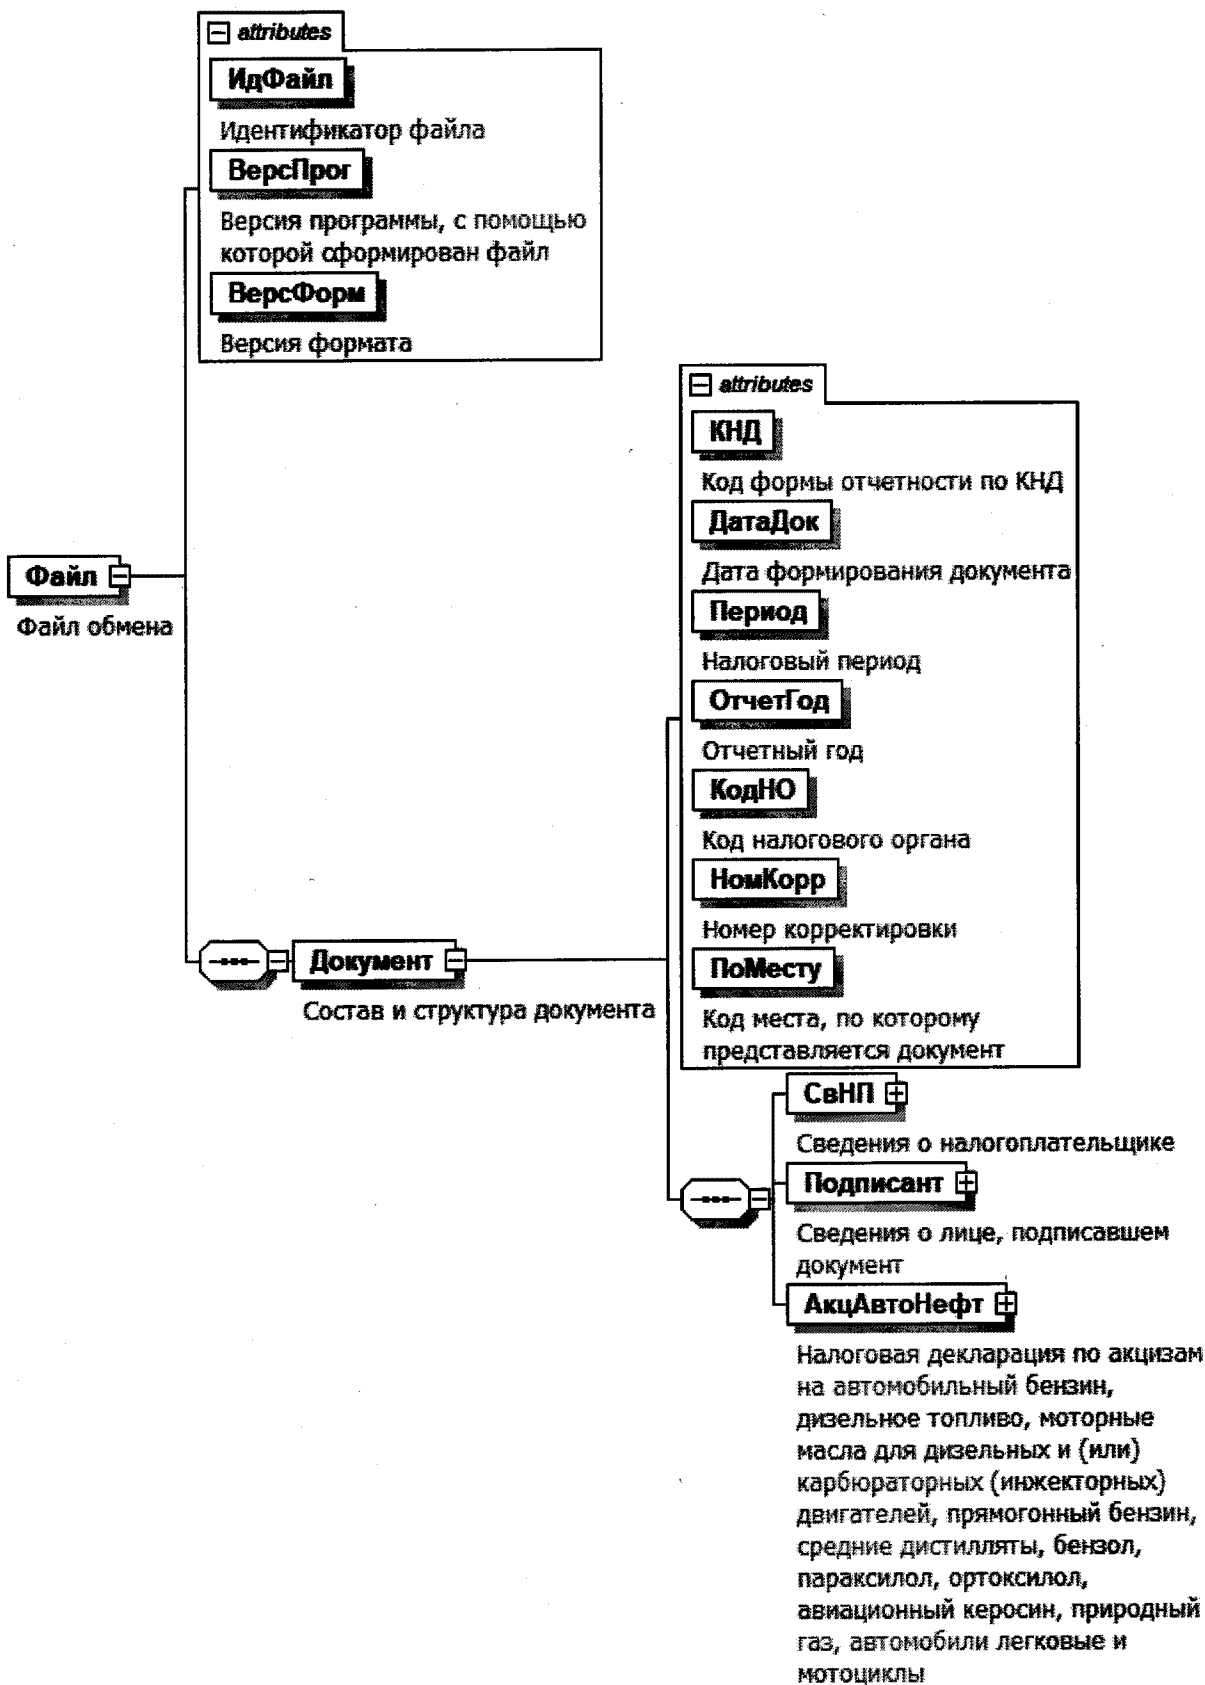 attributes
ИдФайл
Идентификатор файла
ВерсПрог
Версия программы, с помощью
которой сформирован файл
ВерсФорм
Версия формата
Файл
Файл обмена
Документ
Состав и структура документа
attributes
КНД
Код формы отчетности по КНД
ДатаДок
Дата формирования документа
Период
Налоговый период
ОтчетГод
Отчетный год
КодНО
Код налогового органа
НомКорр
Номер корректировки
ПоМесту
Код места, по которому
представляется документ
СвНП
Сведения о налогоплательщике
Подписант
Сведения о лице, подписавшем
документ
АкцАвтоНефт
Налоговая декларация по акцизам
на автомобильный бензин,
дизельное топливо, моторные
масла для дизельных и (или)
карбюраторных (инжекторных)
двигателей, прямогонный бензин,
средние дистилляты, бензол,
параксилол, ортоксилол,
авиационный керосин, природный
газ, автомобили легковые и
мотоциклы